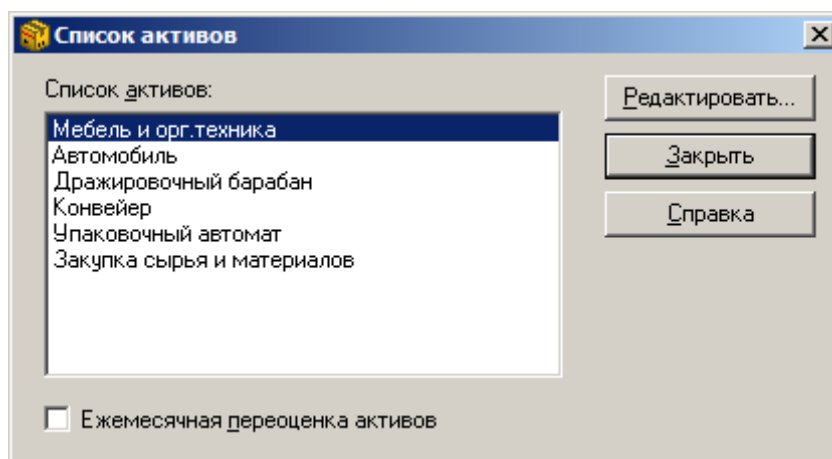 Список активов
Список активов:
Редактировать...
Мебель и орг.техника
Автомобиль
Закрыть
Дражировочный барабан
Конвейер
Справка
Упаковочный автомат
Закупка сырья и материалов
Ежемесячная переоценка активов